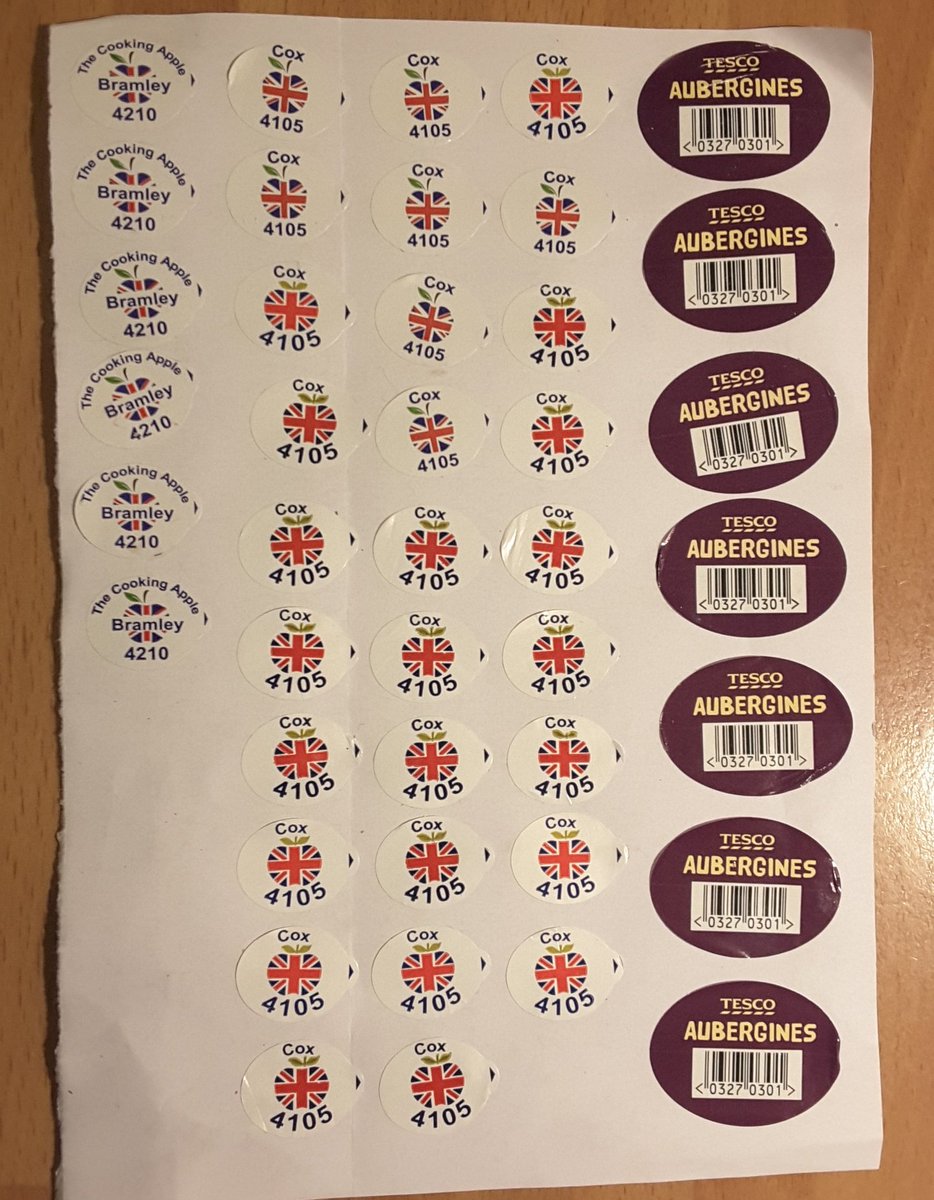 The Cooking Apple
Bramley
4210
The Cooking Apple
Bramley
4210
The Cooking Apple
Bramley
4210
The Cooking Apple
Bramley
4210
The Cooking Apple
Bramley
4210
The Cooking Apple
Bramley
4210
Cox
4105
Cox
4105
Cox
4105
Cox
4105
Cox
4105
Cox
4105
Cox
4105
Cox
4105
Cox
4105
Cox
4105
Cox
4105
Cox
4105
Cox
4105
Cox
4105
Cox
4105
Cox
4105
Cox
4105
Cox
4105
Cox
4105
Cox
4105
Cox
4105
Cox
4105
Cox
4105
Cox
4105
Cox
4105
Cox
4105
Cox
4105
Cox
4105
Cox
4105
TESCO
AUBERGINES
<0327 0301>
TESCO
AUBERGINES
<0327 0301>
TESCO
AUBERGINES
<0327 0301>
TESCO
AUBERGINES
<0327 0301>
TESCO
AUBERGINES
<0327 0301>
TESCO
AUBERGINES
<0327 0301>
TESCO
AUBERGINES
<0327 0301>